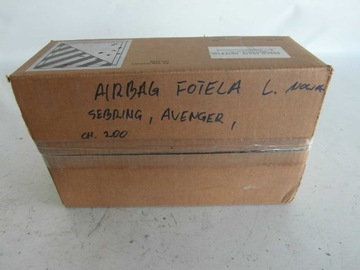 AIRBAG FOTELA L.
SEBRING, AVENGER,
CH. 200